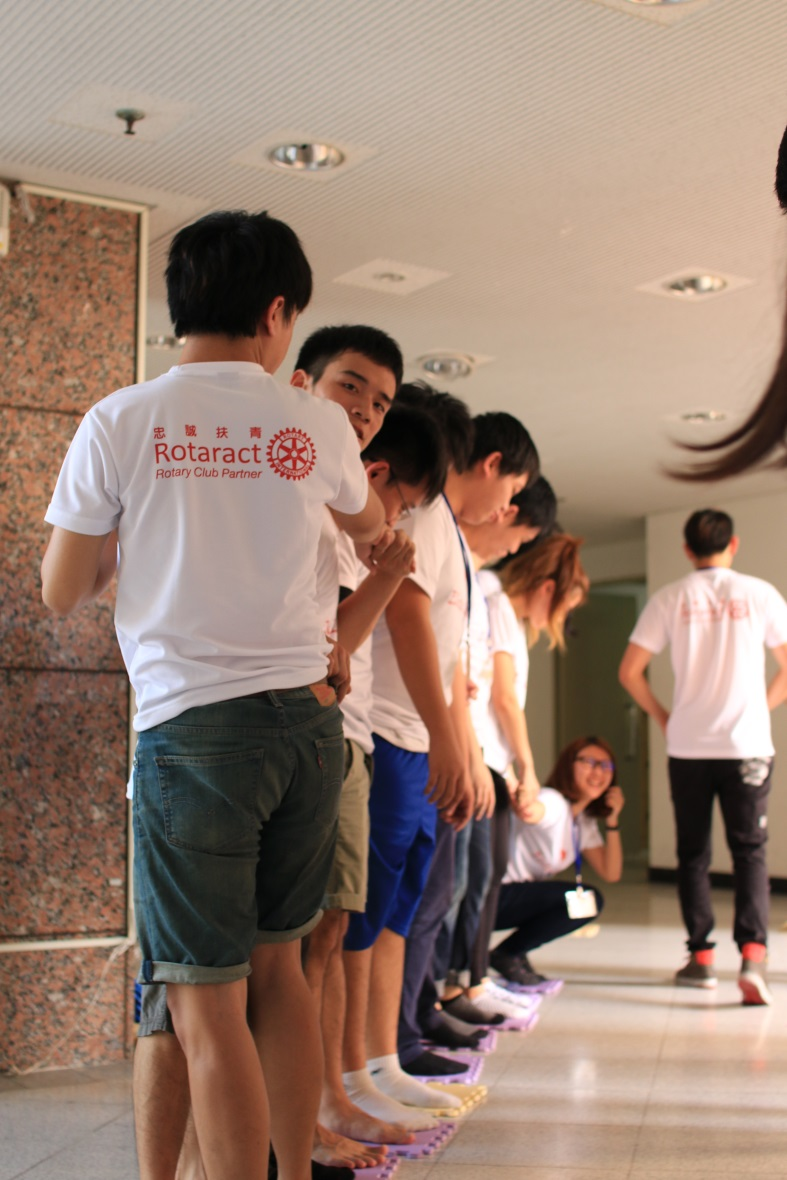 忠 誠 扶 青
Rotaract
Rotary Club Partner